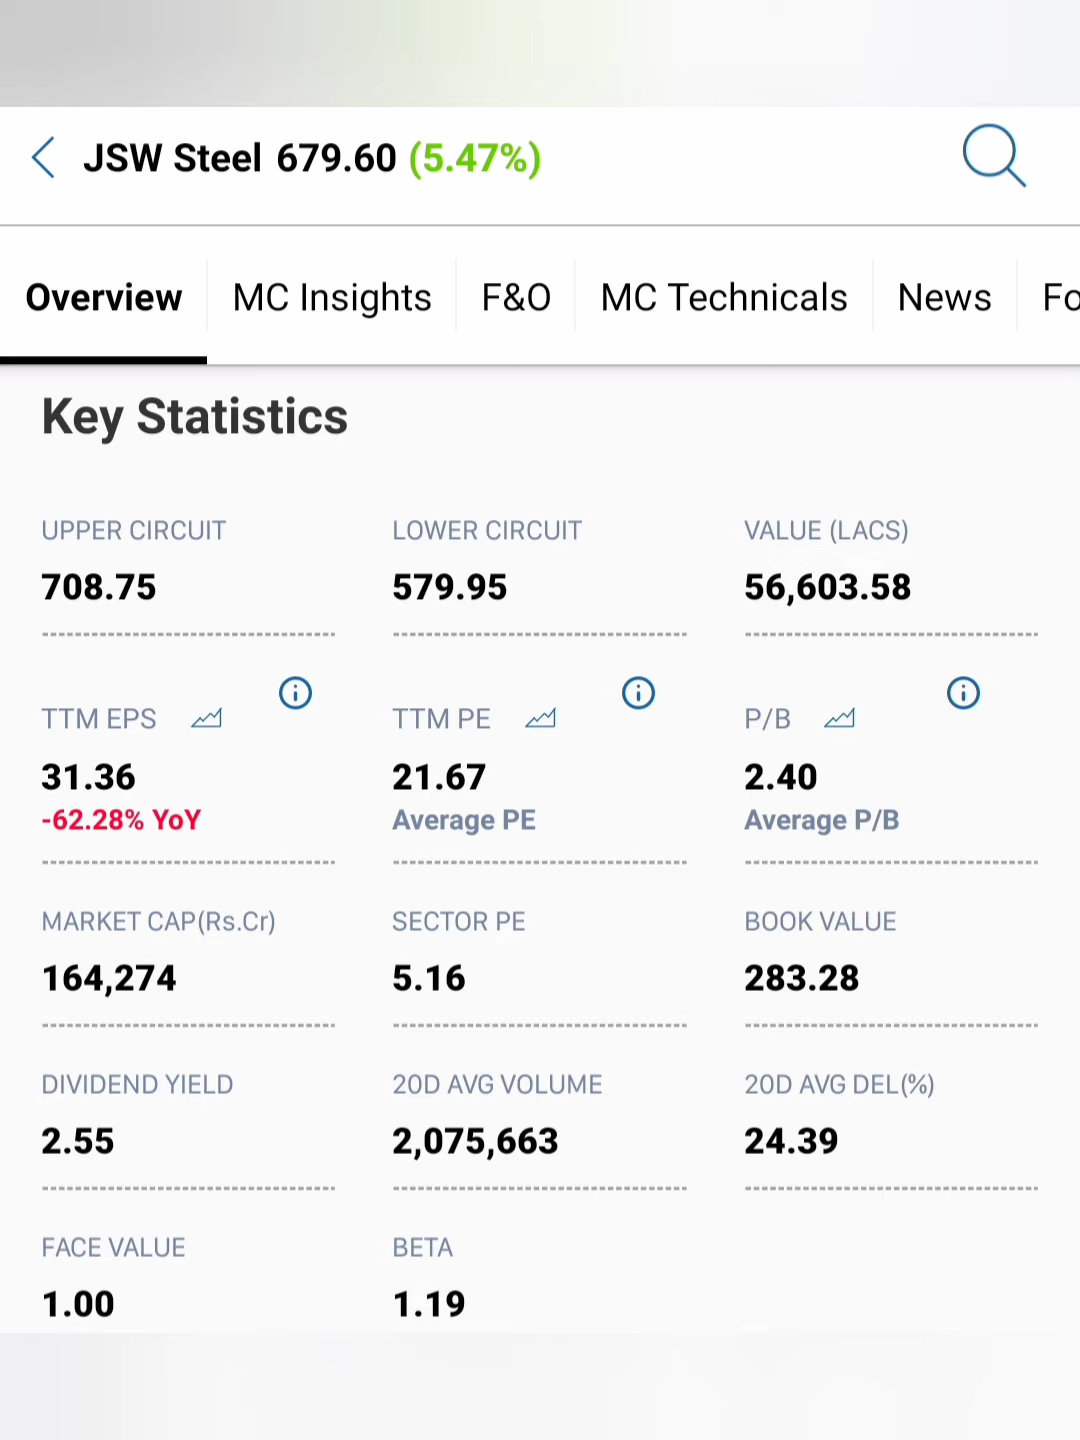 JSW Steel 679.60 (5.47%)
Overview MC Insights F&O MC Technicals News Fo
Key Statistics
UPPER CIRCUIT LOWER CIRCUIT VALUE (LACS)
708.75 579.95 56,603.58
TTM EPS TTM PE P/B
31.36 21.67 2.40
-62.28% YoY Average PE Average P/B
MARKET CAP(Rs.Cr) SECTOR PE BOOK VALUE
164,274 5.16 283.28
DIVIDEND YIELD 20D AVG VOLUME 20D AVG DEL(%)
2.55 2,075,663 24.39
FACE VALUE BETA
1.00 1.19